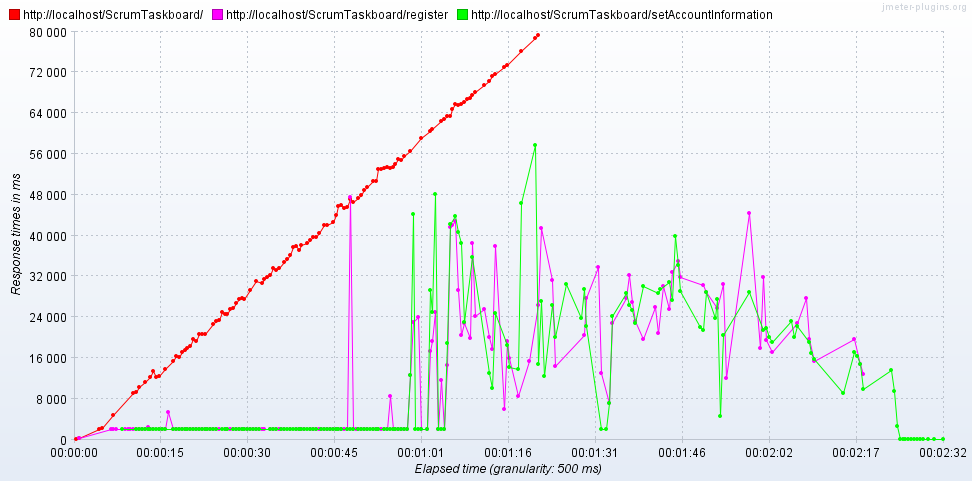 http://localhost/ScrumTaskboard/ http://localhost/ScrumTaskboard/register http://localhost/ScrumTaskboard/setAccountInformation
jmeter-plugins.org
80 000
72 000
64 000
56 000
48 000
40 000
32 000
24 000
16 000
8 000
0
Response times in ms
00:00:00 00:00:15 00:00:30 00:00:45 00:01:01 00:01:16 00:01:31 00:01:46 00:02:02 00:02:17 00:02:32
Elapsed time (granularity: 500 ms)